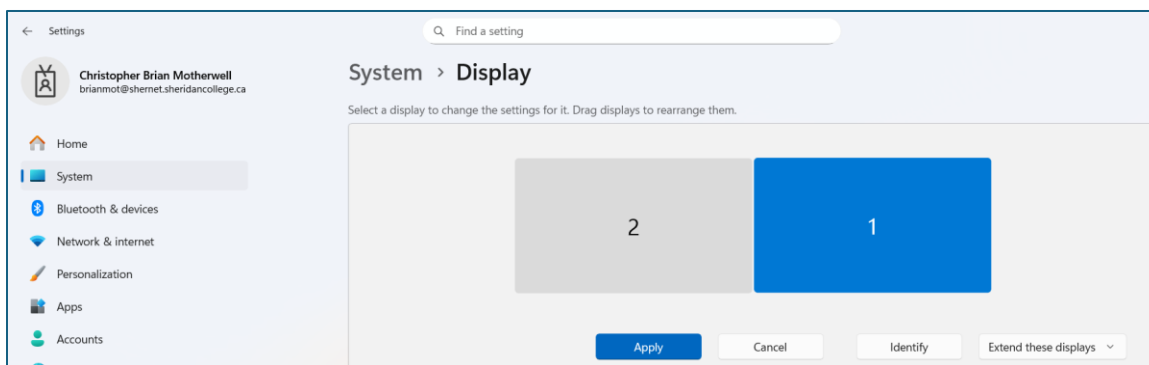 Settings
Find a setting
Christopher Brian Motherwell
brianmot@shernet.sheridancollege.ca
System > Display
Select a display to change the settings for it. Drag displays to rearrange them.
Home
System
Bluetooth & devices
Network & internet
Personalization
Apps
Accounts
2
1
Apply
Cancel
Identify
Extend these displays